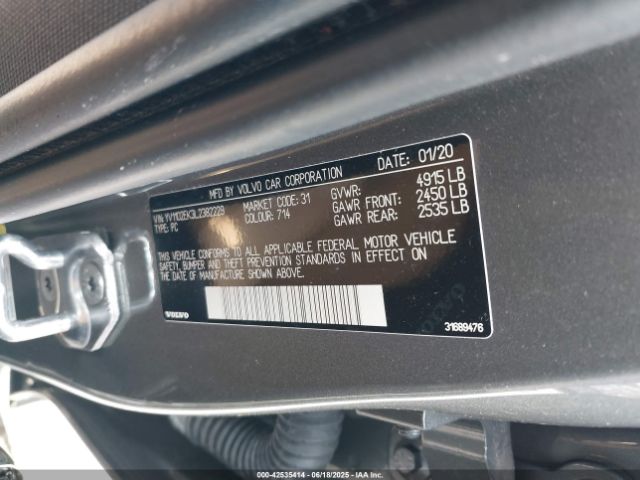 MFD BY VOLVO CAR CORPORATION DATE: 01/20
VIN: YV1102EK3L2382229 MARKET CODE: 31 GVWR: 4915 LB
TYPE: PC COLOUR: 714 GAWR FRONT: 2450 LB
GAWR REAR: 2535 LB
THIS VEHICLE CONFORMS TO ALL APPLICABLE FEDERAL MOTOR VEHICLE
SAFETY, BUMPER AND THEFT PREVENTION STANDARDS IN EFFECT ON
THE DATE OF MANUFACTURE SHOWN ABOVE.
VOLVO
31689476
000-42535414 - 06/18/2025 - IAA Inc.